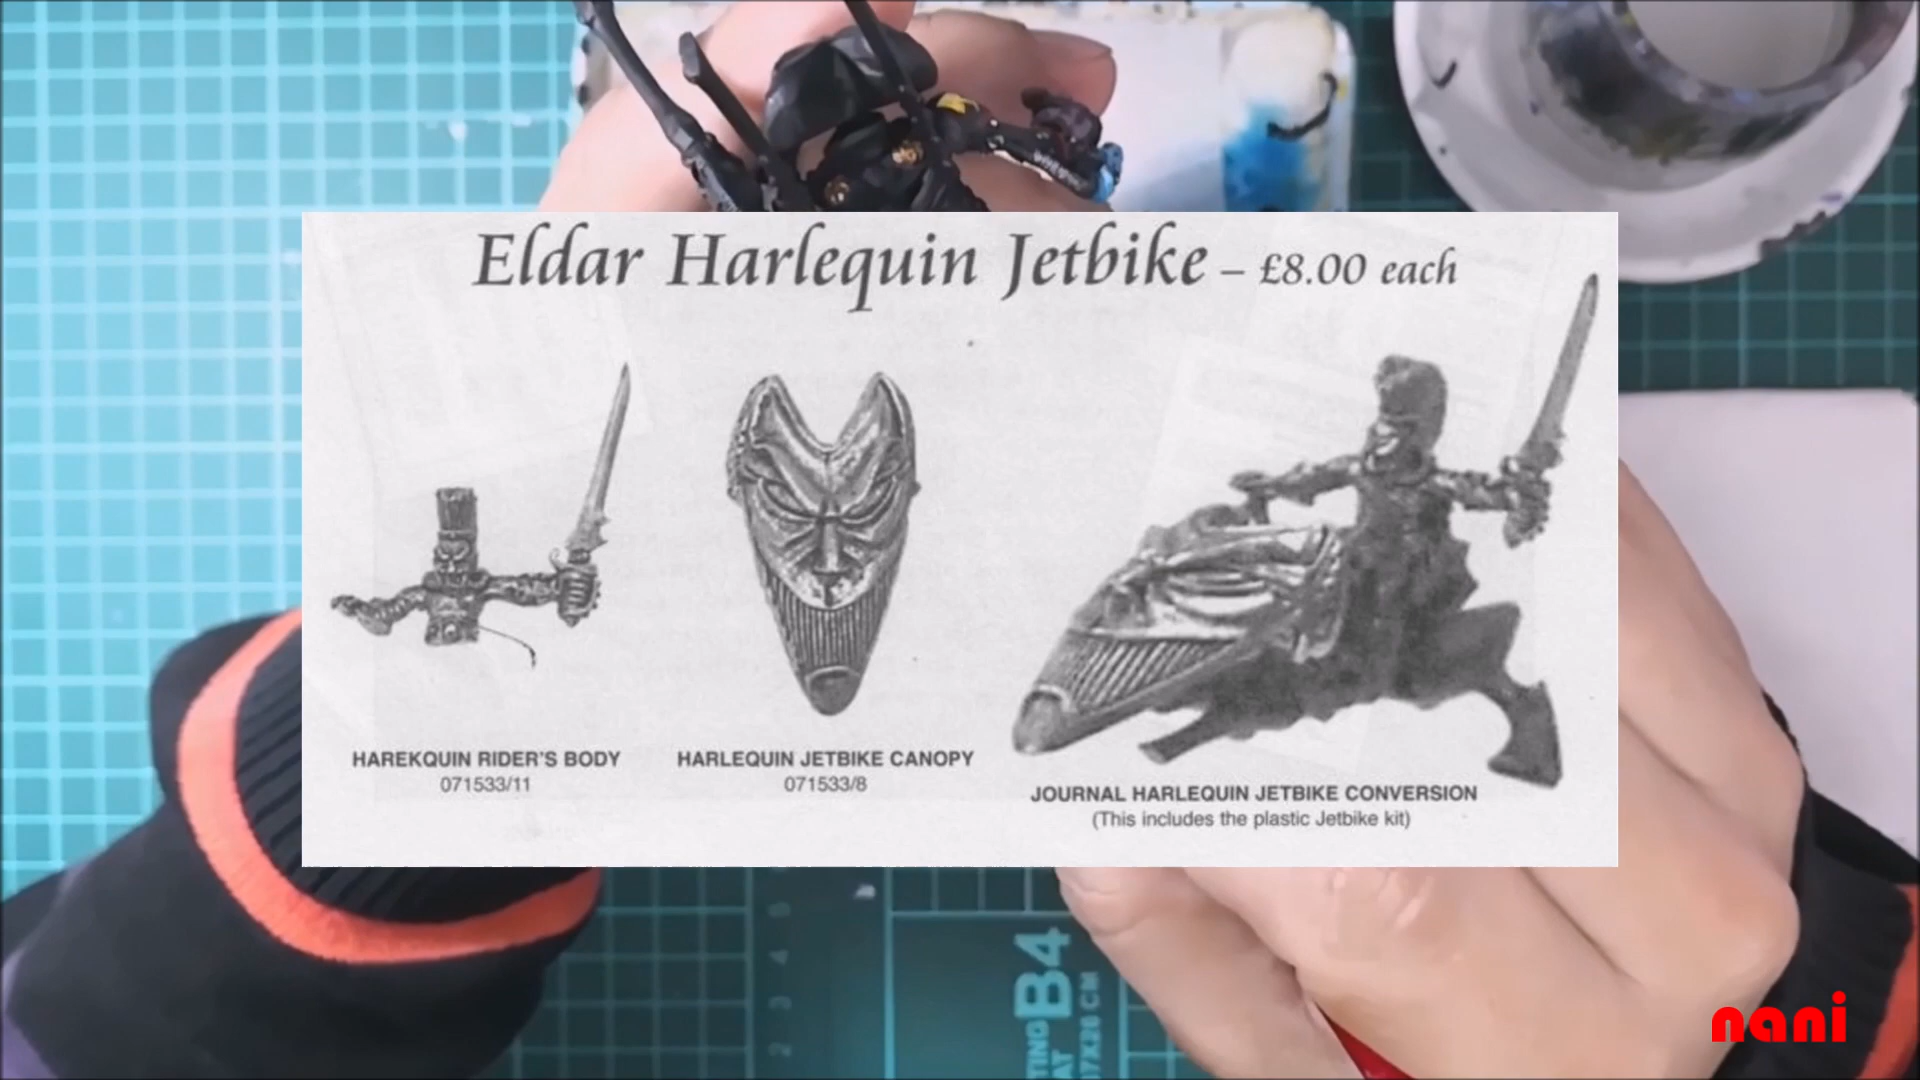 Eldar Harlequin Jetbike – £8.00 each
HAREKQUIN RIDER'S BODY
071533/11
HARLEQUIN JETBIKE CANOPY
071533/8
JOURNAL HARLEQUIN JETBIKE CONVERSION
(This includes the plastic Jetbike kit)
B4
nani